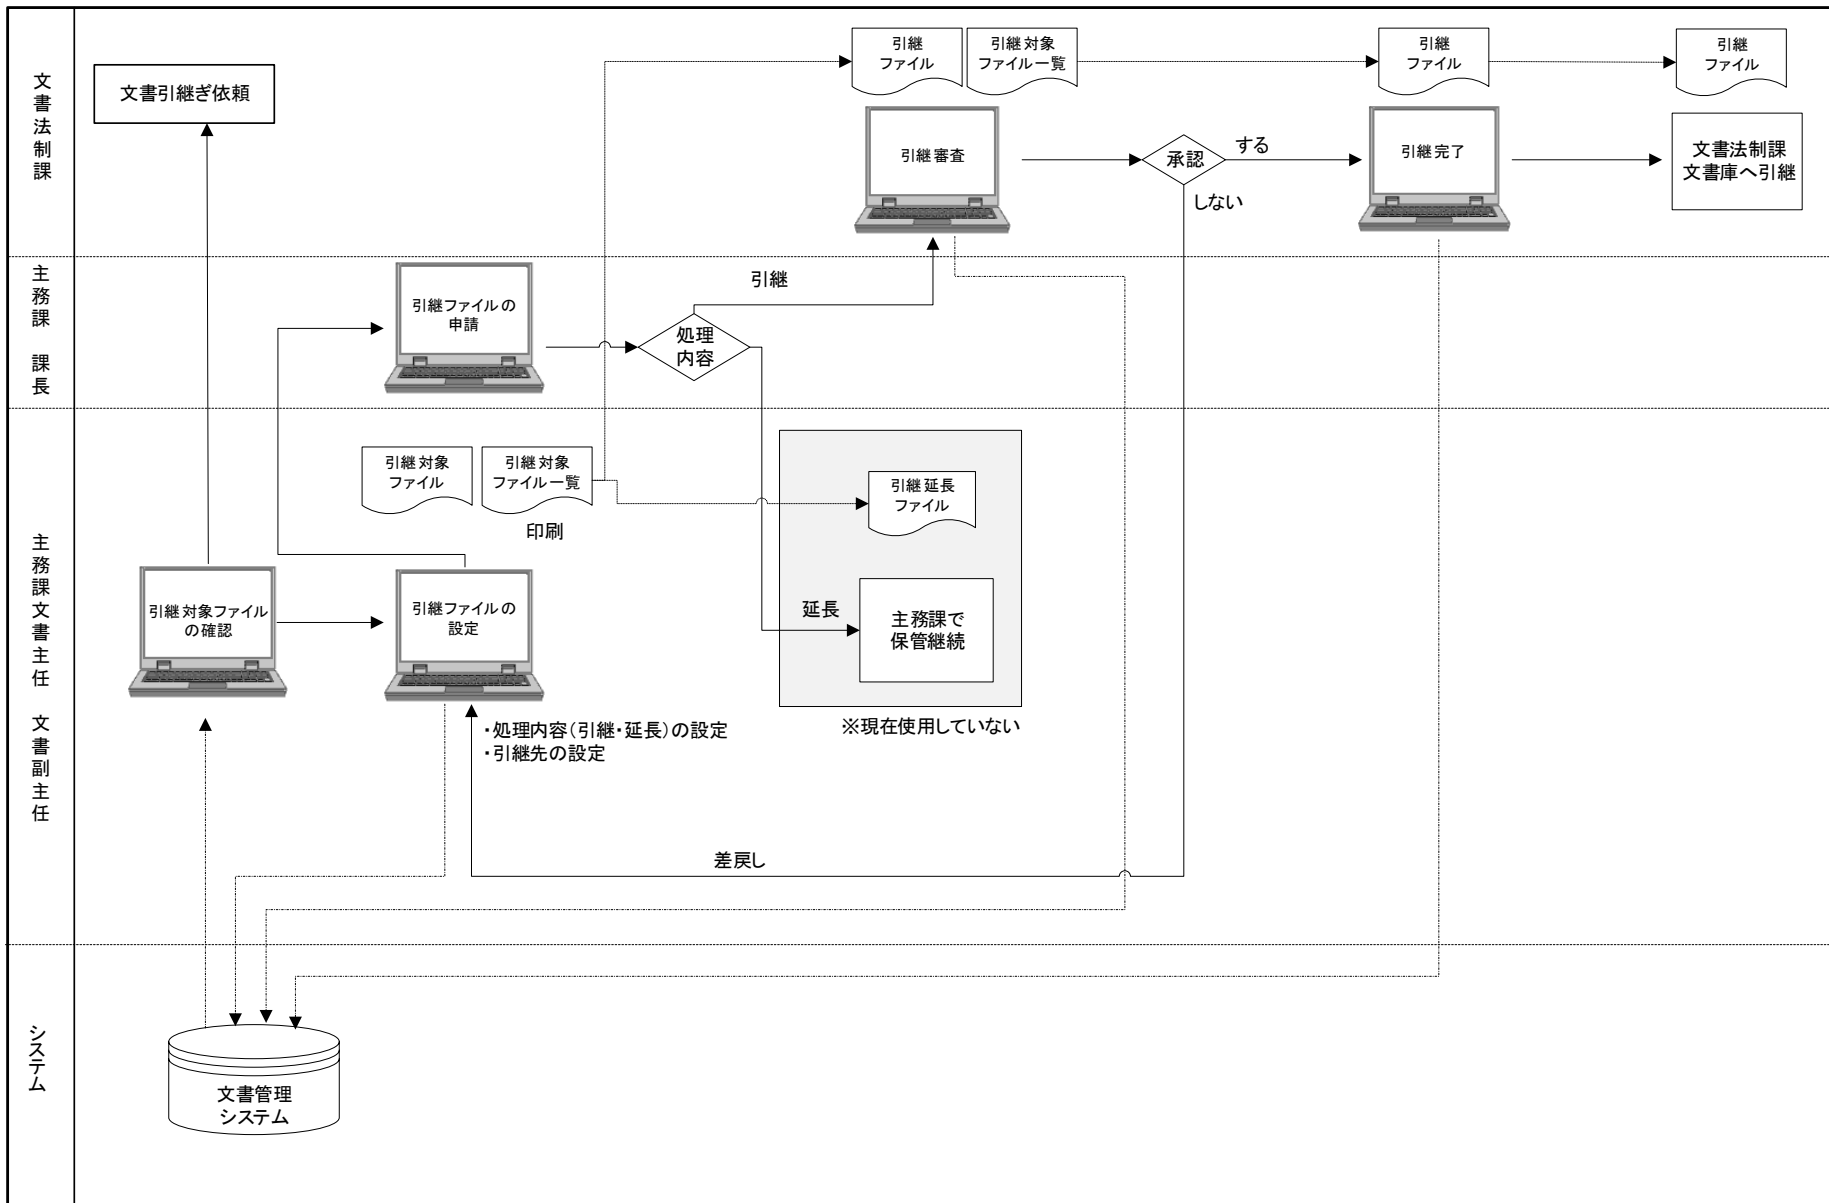 文書法制課
文書引継ぎ依頼
引継
ファイル
引継対象
ファイル一覧
引継
ファイル
引継
ファイル
引継審査
承認
する
しない
引継完了
文書法制課
文書庫へ引継
主務課 課長
引継ファイルの
申請
処理
内容
引継
主務課文書主任 文書副主任
引継対象
ファイル
引継対象
ファイル一覧
印刷
引継延長
ファイル
引継対象ファイル
の確認
引継ファイルの
設定
延長
主務課で
保管継続
・処理内容(引継・延長)の設定
・引継先の設定
※現在使用していない
差戻し
システム
文書管理
システム